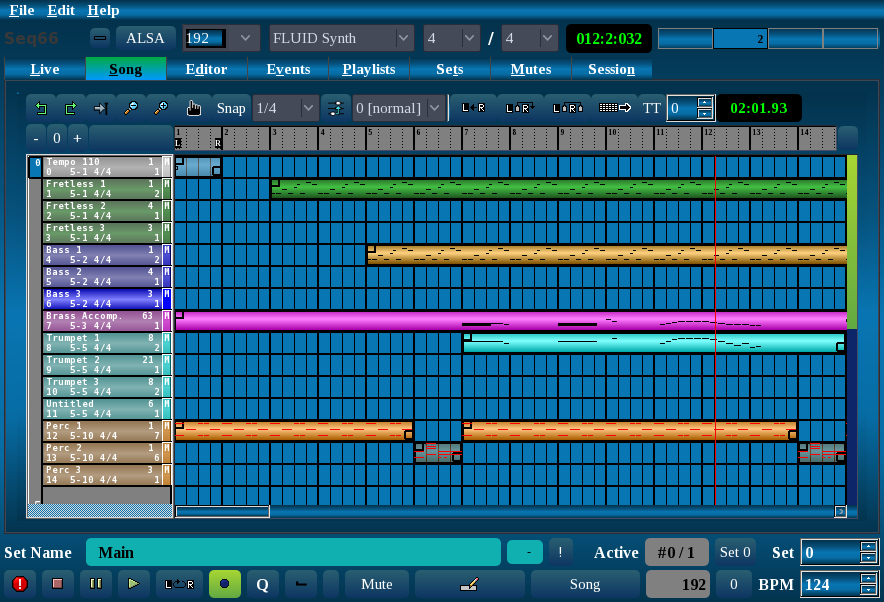 File Edit Help
Seq66 ALSA 192 FLUID Synth 4 / 4 012:2:032 2
Live Song Editor Events Playlists Sets Mutes Session
Snap 1/4 0 [normal] L R L R L R TT 0 02:01.93
- 0 + 1 2 3 4 5 6 7 8 9 10 11 12 13 14
L R
0 Tempo 110 1 M
0 5-1 4/4 1
Fretless 1 1 M
1 5-1 4/4 2
Fretless 2 4 M
2 5-1 4/4 1
Fretless 3 3 M
3 5-1 4/4 1
Bass 1 1 M
4 5-2 4/4 2
Bass 2 4 M
5 5-2 4/4 1
Bass 3 3 M
6 5-2 4/4 1
Brass Accomp. 63 M
7 5-3 4/4 1
Trumpet 1 8 M
8 5-5 4/4 2
Trumpet 2 21 M
9 5-5 4/4 1
Trumpet 3 8 M
10 5-5 4/4 2
Untitled 6 M
11 5-5 4/4 1
Perc 1 1 M
12 5-10 4/4 7
Perc 2 1 M
13 5-10 4/4 6
Perc 3 3 M
14 5-10 4/4 1
Set Name Main - ! Active #0 / 1 Set 0 Set 0
L R Q Mute Song 192 0 BPM 124